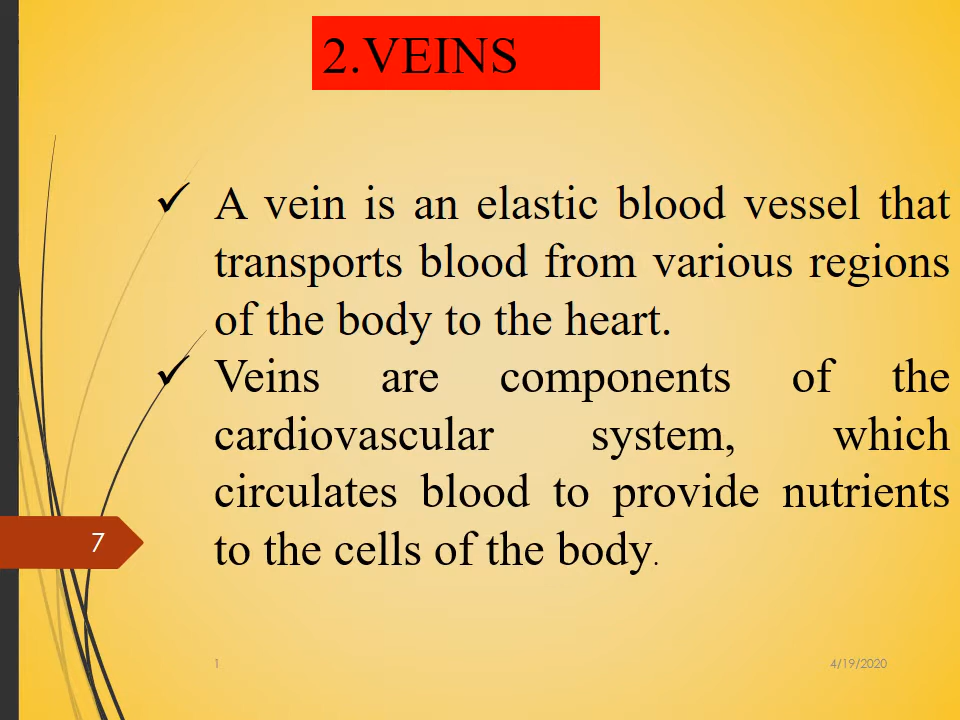 2.VEINS
✓ A vein is an elastic blood vessel that
transports blood from various regions
of the body to the heart.
✓ Veins are components of the
cardiovascular system, which
circulates blood to provide nutrients
to the cells of the body.
7
1
4/19/2020